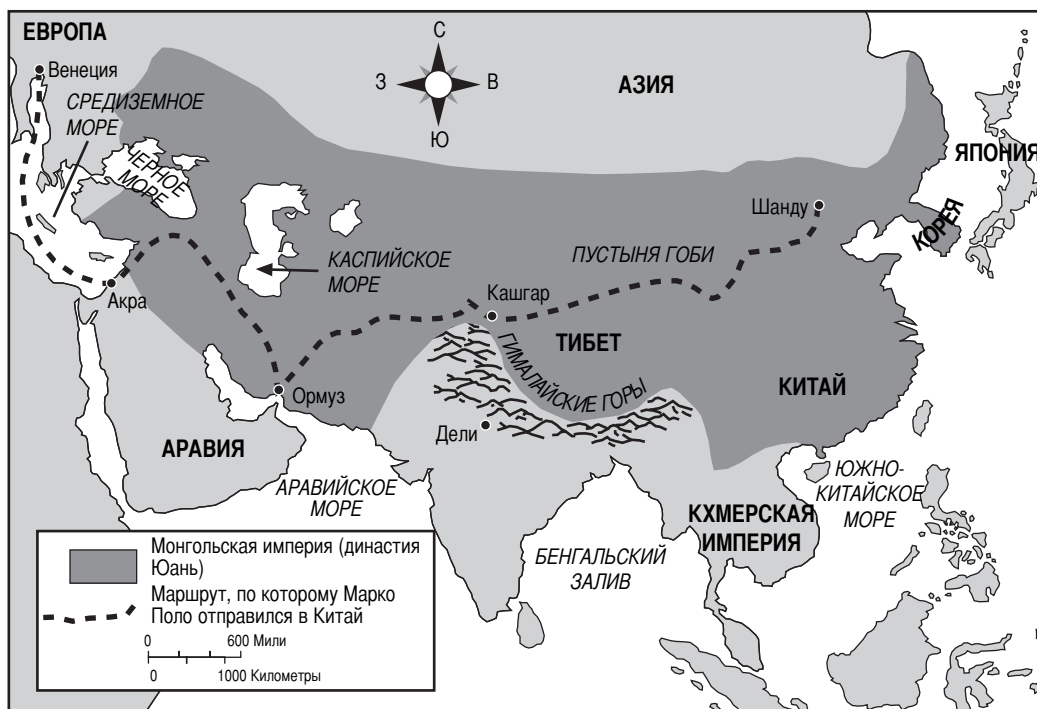 ЕВРОПА
Венеция
СРЕДИЗЕМНОЕ
МОРЕ
ЧЕРНОЕ
МОРЕ
С
З
В
Ю
АЗИЯ
ЯПОНИЯ
КОРЕЯ
Шанду
ПУСТЫНЯ ГОБИ
КАСПИЙСКОЕ
МОРЕ
Акра
Кашгар
ТИБЕТ
ГИМАЛАЙСКИЕ ГОРЫ
КИТАЙ
Ормуз
Дели
АРАВИЯ
АРАВИЙСКОЕ
МОРЕ
ЮЖНО-
КИТАЙСКОЕ
МОРЕ
КХМЕРСКАЯ
ИМПЕРИЯ
БЕНГАЛЬСКИЙ
ЗАЛИВ
Монгольская империя (династия
Юань)
Маршрут, по которому Марко
Поло отправился в Китай
0 600 Мили
0 1000 Километры